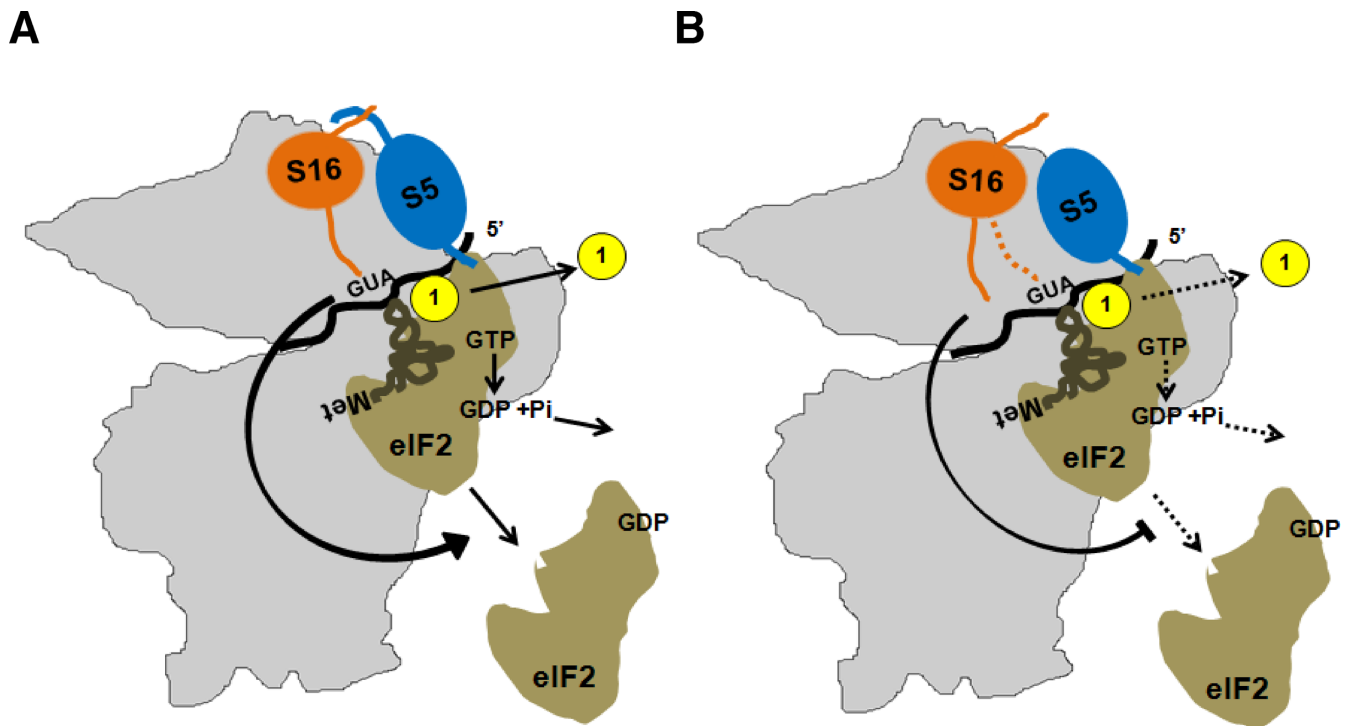 A
S16
S5
5'
1
GUA
1
GTP
Met
GDP +Pi
eIF2
GDP
eIF2
B
S16
S5
5'
1
GUA
1
GTP
Met
GDP +Pi
eIF2
GDP
eIF2